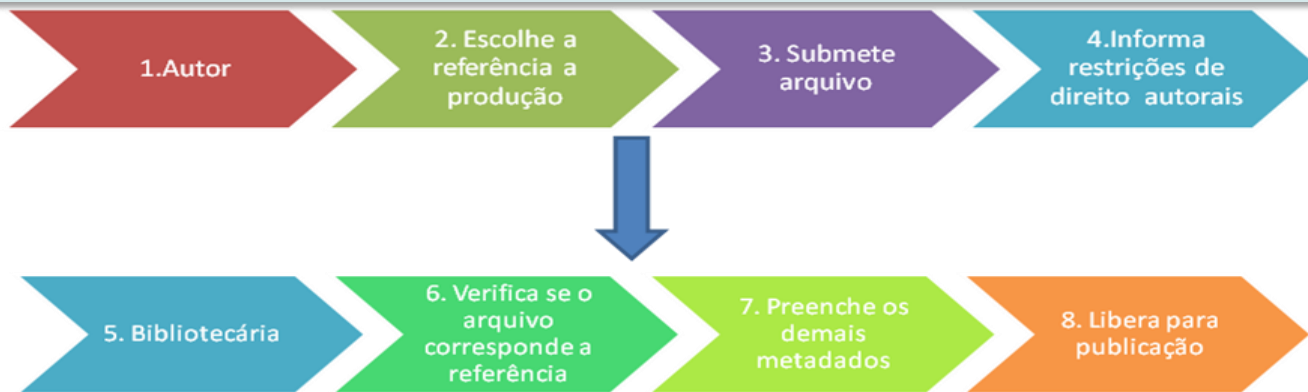 1.Autor
2. Escolhe a
referência a
produção
3. Submete
arquivo
4.Informa
restrições de
direito autorais
5. Bibliotecária
6. Verifica se o
arquivo
corresponde a
referência
7. Preenche os
demais
metadados
8. Libera para
publicação